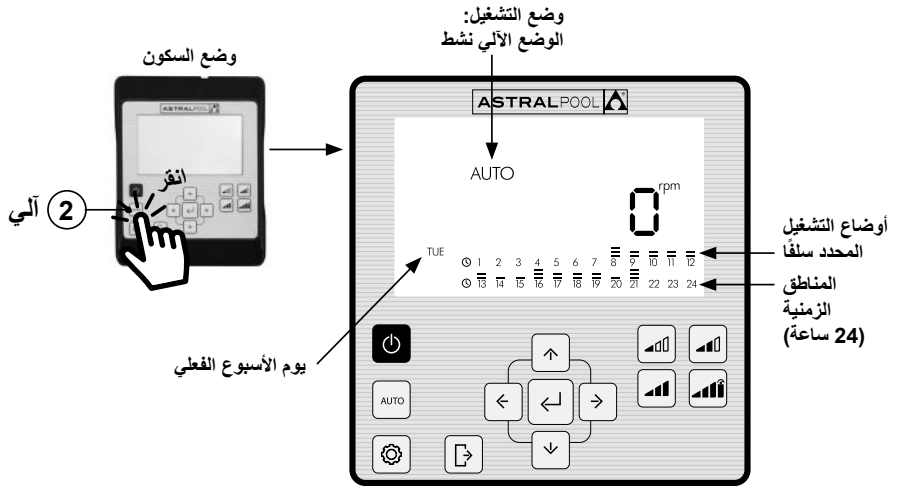 وضع التشغيل:
الوضع الآلي نشط
وضع السكون
ASTRALPOOL
ASTRALPOOL
AUTO
انقر
2 آلي
0 rpm
أوضاع التشغيل
المحدد سلفًا
TUE
1 2 3 4 5 6 7 8 9 10 11 12
13 14 15 16 17 18 19 20 21 22 23 24
المناطق
الزمنية
(24 ساعة)
يوم الأسبوع الفعلي
AUTO